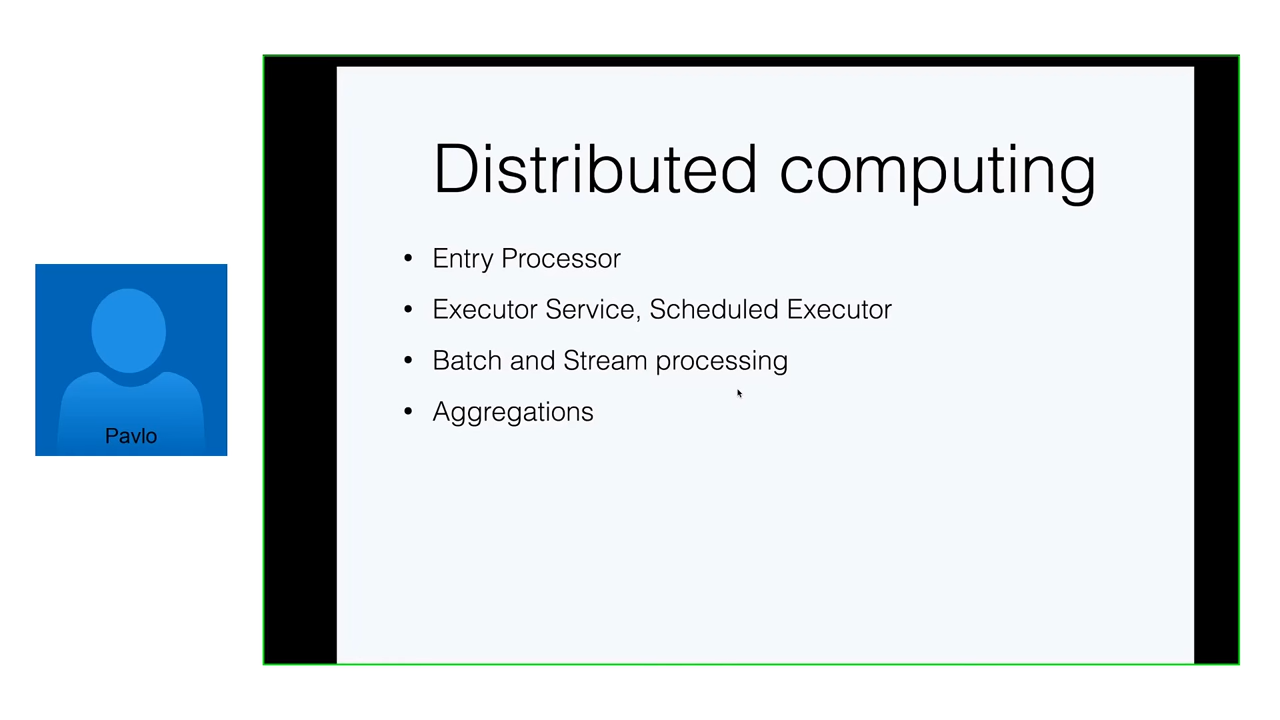 Distributed computing
• Entry Processor
• Executor Service, Scheduled Executor
• Batch and Stream processing
• Aggregations
Pavlo